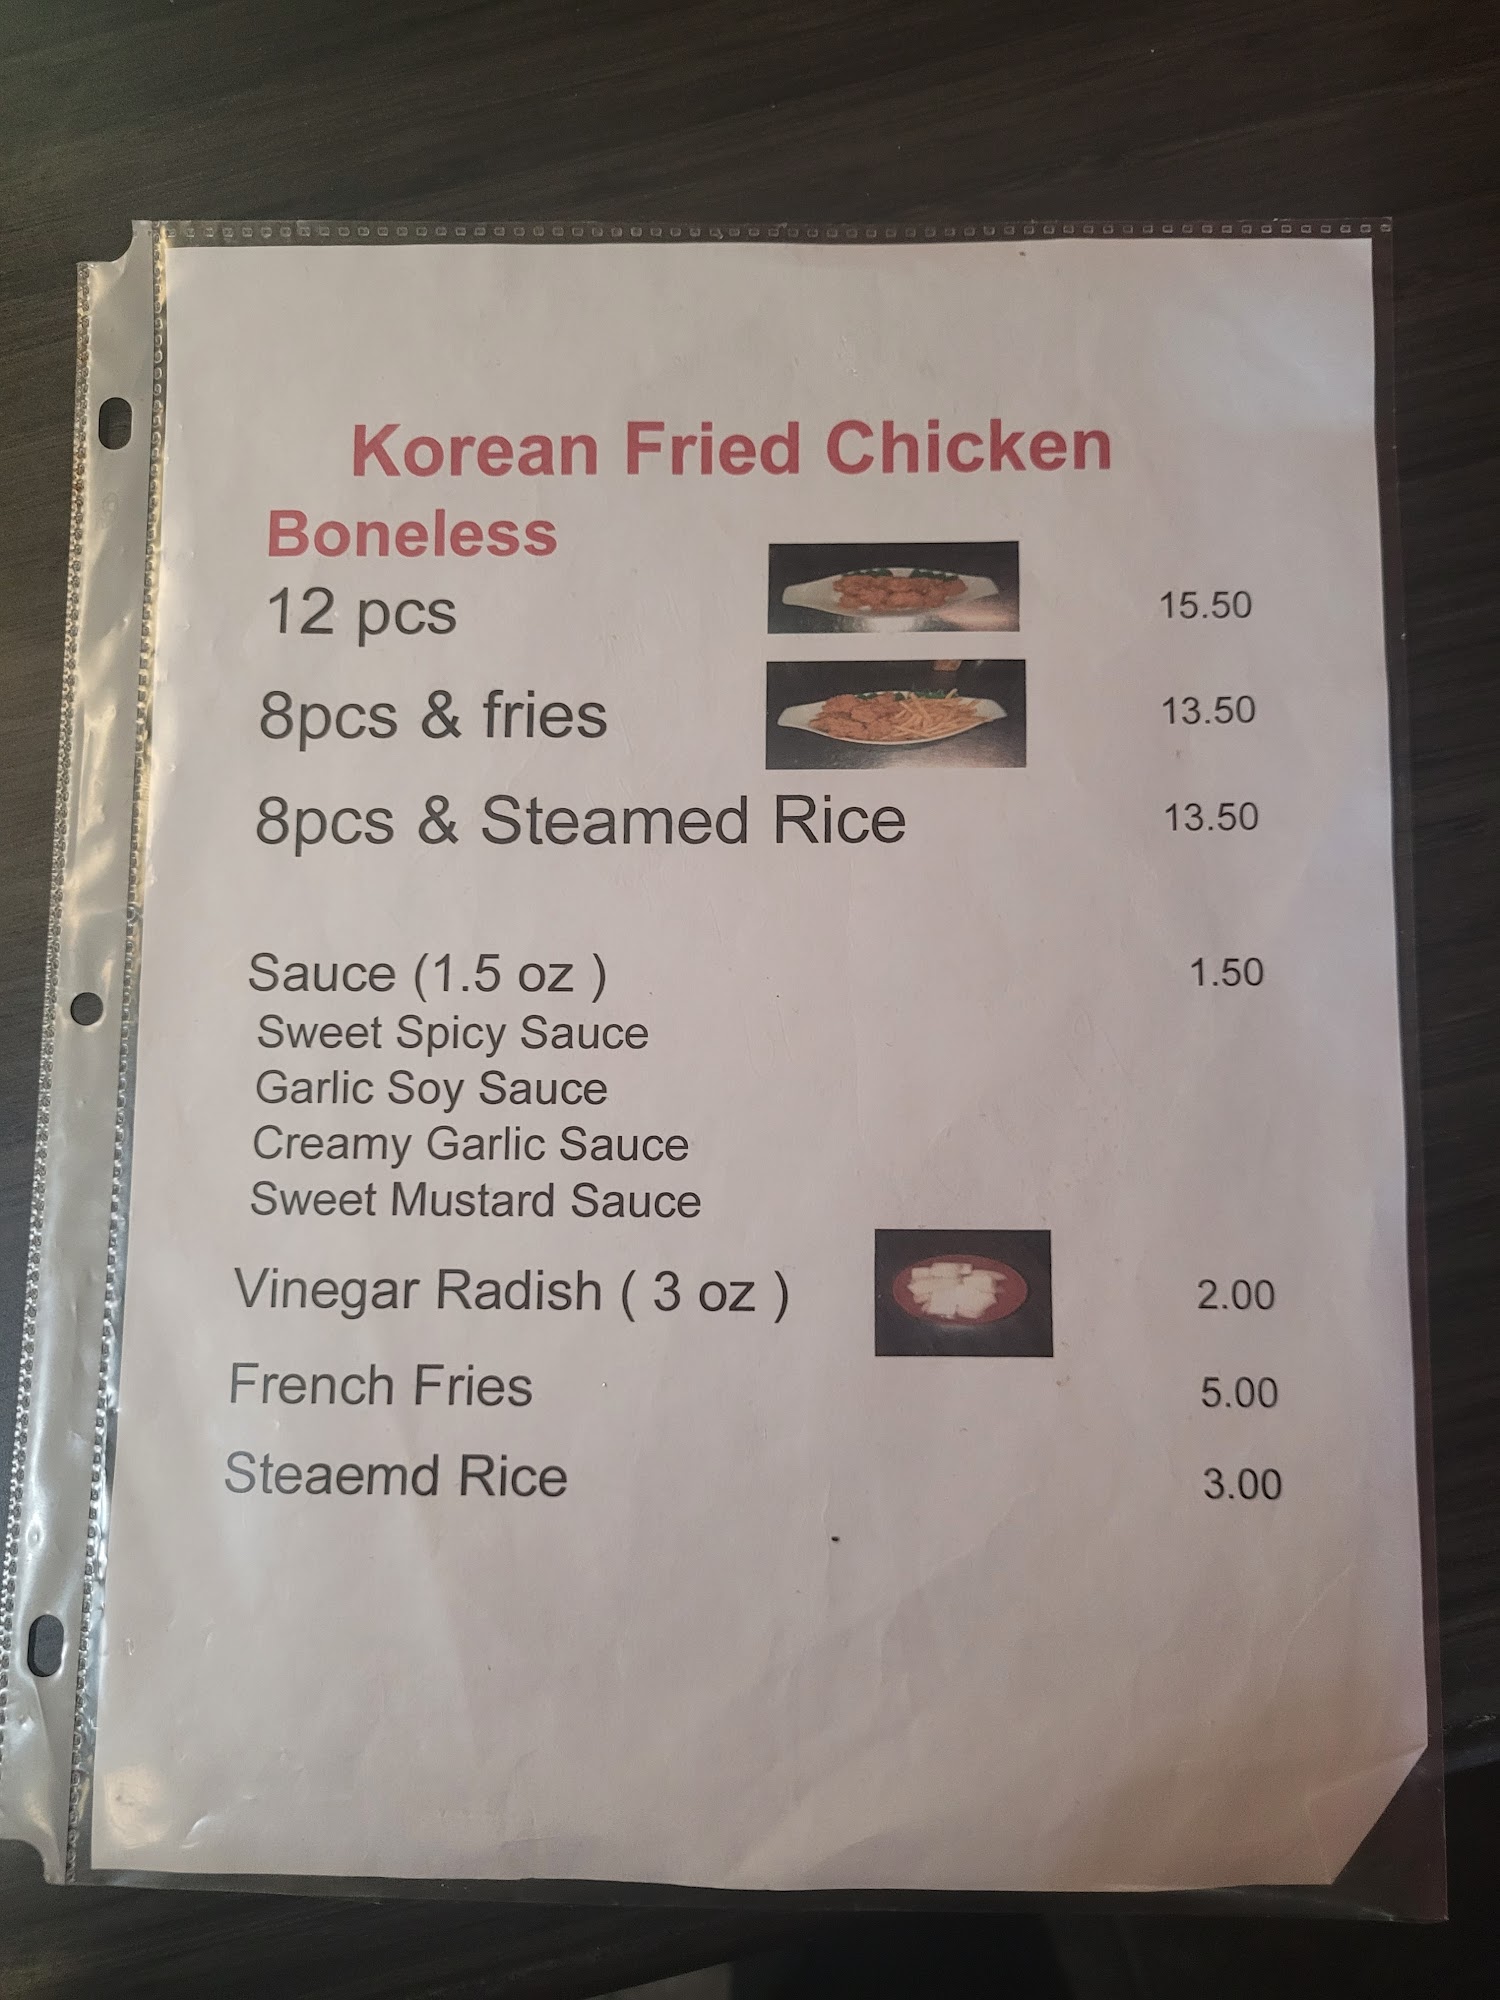 Korean Fried Chicken
Boneless
12 pcs 15.50
8pcs & fries 13.50
8pcs & Steamed Rice 13.50
Sauce (1.5 oz ) 1.50
Sweet Spicy Sauce
Garlic Soy Sauce
Creamy Garlic Sauce
Sweet Mustard Sauce
Vinegar Radish ( 3 oz ) 2.00
French Fries 5.00
Steaemd Rice 3.00